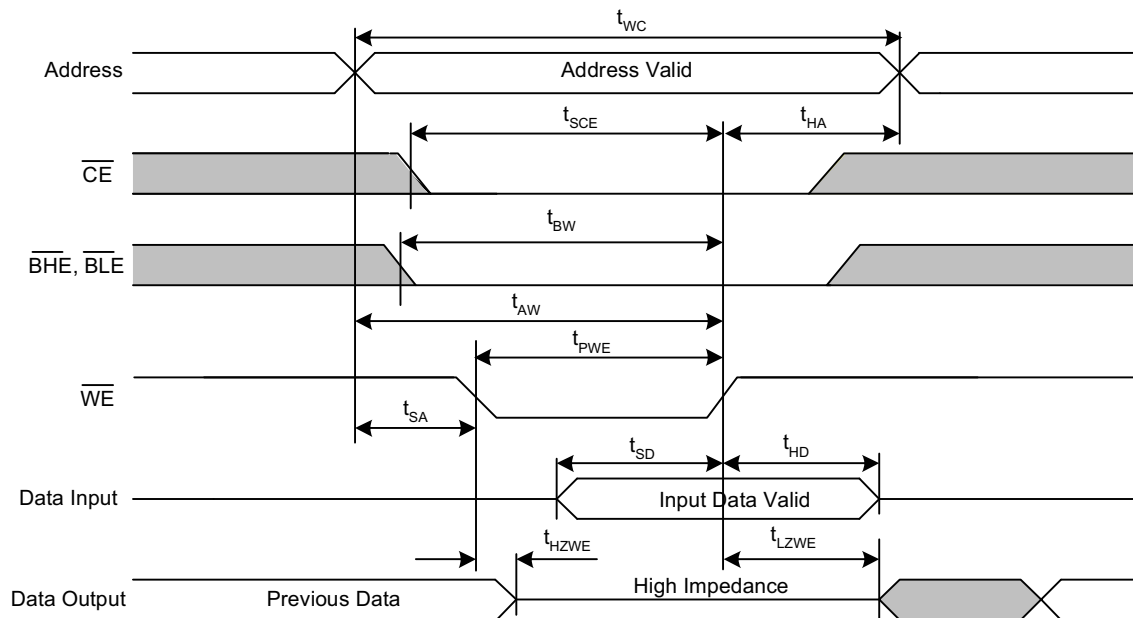 tWC
Address
Address Valid
tSCE
tHA
CE
tBW
BHE, BLE
tAW
tPWE
WE
tSA
tSD
tHD
Data Input
Input Data Valid
tHZWE
tLZWE
Data Output
Previous Data
High Impedance